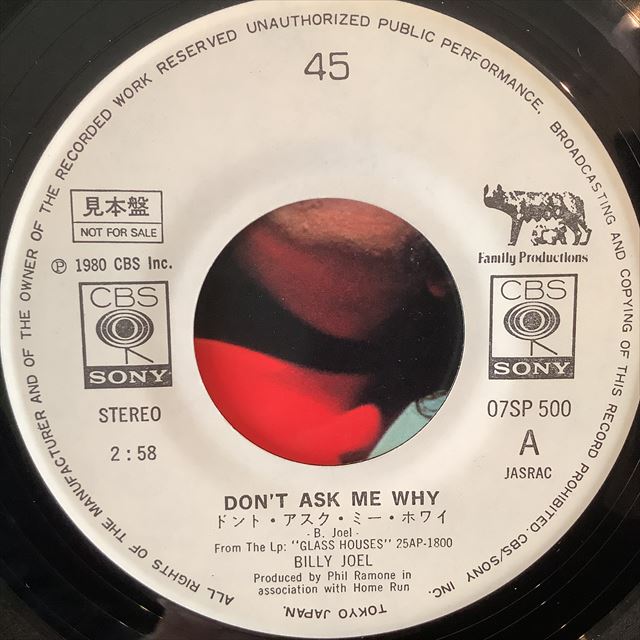 ALL RIGHTS OF THE MANUFACTURER AND OF THE OWNER OF THE RECORDED WORK RESERVED UNAUTHORIZED PUBLIC PERFORMANCE, BROADCASTING AND COPYING OF THIS RECORD PROHIBITED. CBS/SONY INC. TOKYO JAPAN.
45
見本盤
NOT FOR SALE
Ⓟ 1980 CBS Inc.
CBS
SONY
STEREO
2:58
Family Productions
CBS
SONY
07SP 500
A
JASRAC
DON'T ASK ME WHY
ドント・アスク・ミー・ホワイ
- B. Joel -
From The Lp: "GLASS HOUSES" 25AP-1800
BILLY JOEL
Produced by Phil Ramone in
association with Home Run